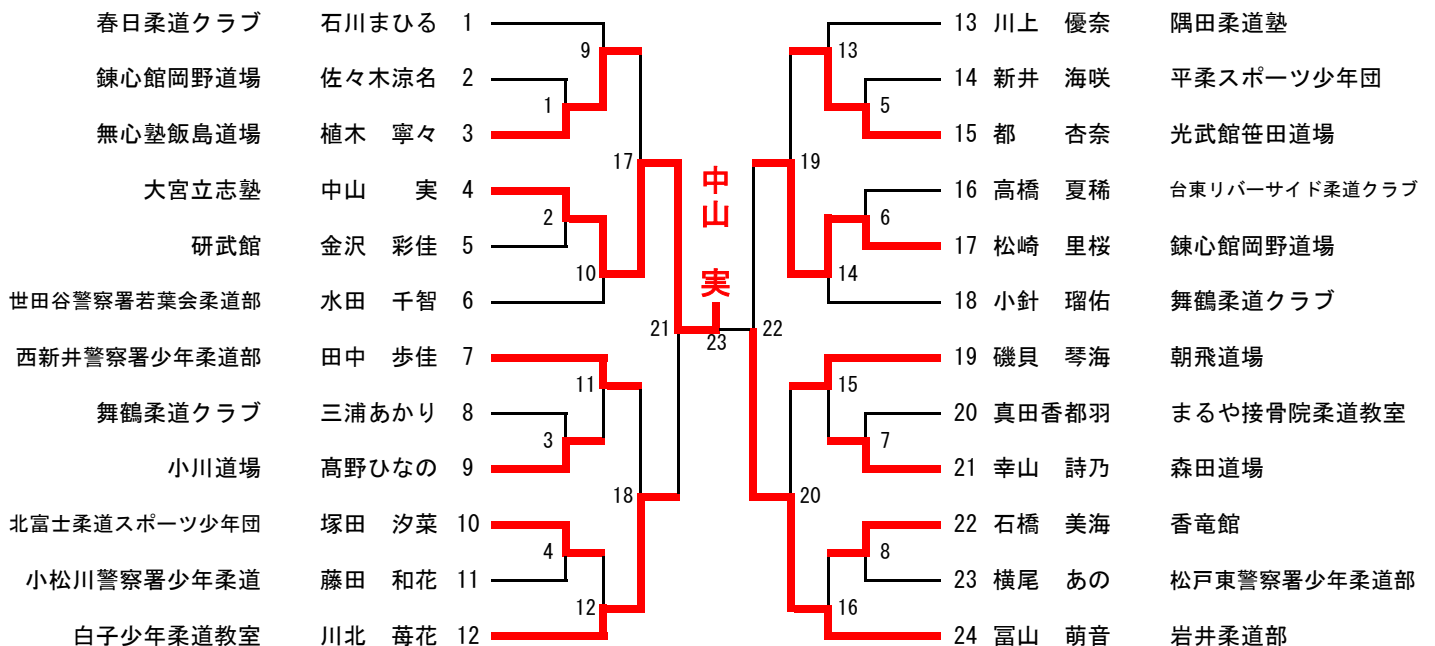 春日柔道クラブ 石川まひる 1
錬心館岡野道場 佐々木涼名 2
無心塾飯島道場 植木 寧々 3
大宮立志塾 中山 実 4
研武館 金沢 彩佳 5
世田谷警察署若葉会柔道部 水田 千智 6
西新井警察署少年柔道部 田中 歩佳 7
舞鶴柔道クラブ 三浦あかり 8
小川道場 髙野ひなの 9
北富士柔道スポーツ少年団 塚田 汐菜 10
小松川警察署少年柔道 藤田 和花 11
白子少年柔道教室 川北 苺花 12
9
1
17
2
10
21
11
3
18
4
12
中山 実
23
13
5
19
6
14
22
15
7
20
8
16
13 川上 優奈 隅田柔道塾
14 新井 海咲 平柔スポーツ少年団
15 都 杏奈 光武館笹田道場
16 高橋 夏稀 台東リバーサイド柔道クラブ
17 松崎 里桜 錬心館岡野道場
18 小針 瑠佑 舞鶴柔道クラブ
19 磯貝 琴海 朝飛道場
20 真田香都羽 まるや接骨院柔道教室
21 幸山 詩乃 森田道場
22 石橋 美海 香竜館
23 横尾 あの 松戸東警察署少年柔道部
24 冨山 萌音 岩井柔道部